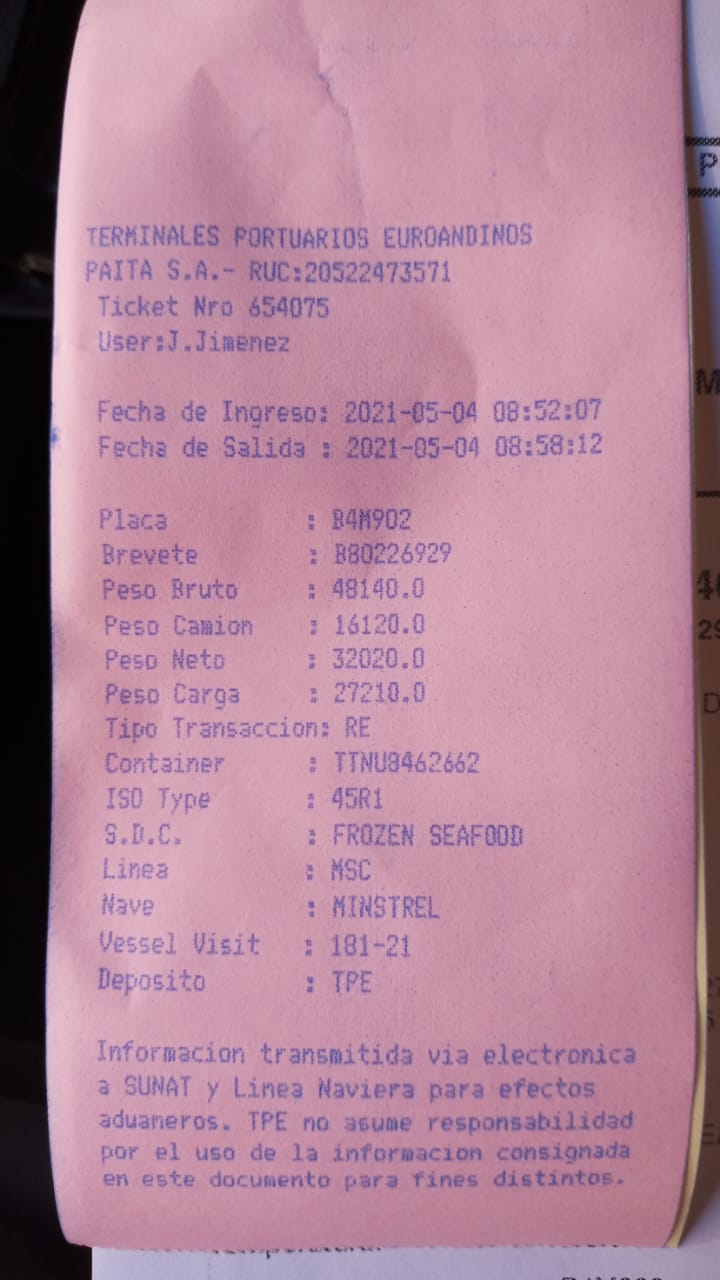 TERMINALES PORTUARIOS EUROANDINOS
PAITA S.A.- RUC:20522473571
Ticket Nro 654075
User:J.Jimenez
Fecha de Ingreso: 2021-05-04 08:52:07
Fecha de Salida : 2021-05-04 08:58:12
Placa : B4M902
Brevete : B80226929
Peso Bruto : 48140.0
Peso Camion : 16120.0
Peso Neto : 32020.0
Peso Carga : 27210.0
Tipo Transaccion: RE
Container : TTNU8462662
ISO Type : 45R1
S.D.C. : FROZEN SEAFOOD
Linea : MSC
Nave : MINSTREL
Vessel Visit : 181-21
Deposito : TPE
Informacion transmitida via electronica
a SUNAT y Linea Naviera para efectos
aduaneros. TPE no asume responsabilidad
por el uso de la informacion consignada
en este documento para fines distintos.